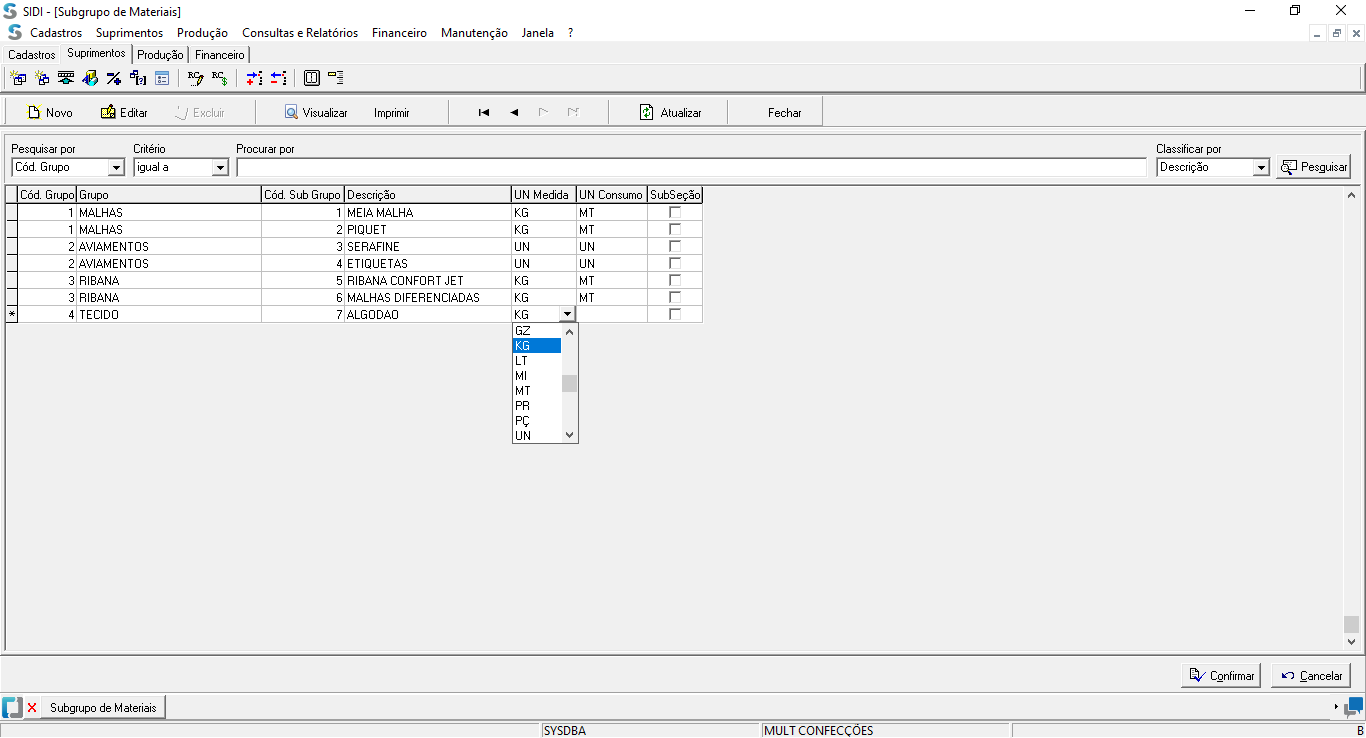 SIDI - [Subgrupo de Materiais]
Cadastros Suprimentos Produção Consultas e Relatórios Financeiro Manutenção Janela ?
Cadastros Suprimentos Produção Financeiro
Novo Editar Excluir Visualizar Imprimir Atualizar Fechar
Pesquisar por Critério Procurar por Classificar por
Cód. Grupo igual a Descrição Pesquisar
Cód. Grupo Grupo Cód. Sub Grupo Descrição UN Medida UN Consumo SubSeção
1 MALHAS 1 MEIA MALHA KG MT
1 MALHAS 2 PIQUET KG MT
2 AVIAMENTOS 3 SERAFINE UN UN
2 AVIAMENTOS 4 ETIQUETAS UN UN
3 RIBANA 5 RIBANA CONFORT JET KG MT
3 RIBANA 6 MALHAS DIFERENCIADAS KG MT
* 4 TECIDO 7 ALGODAO KG
GZ
KG
LT
MI
MT
PR
PÇ
UN
Confirmar Cancelar
Subgrupo de Materiais
SYSDBA MULT CONFECÇÕES B